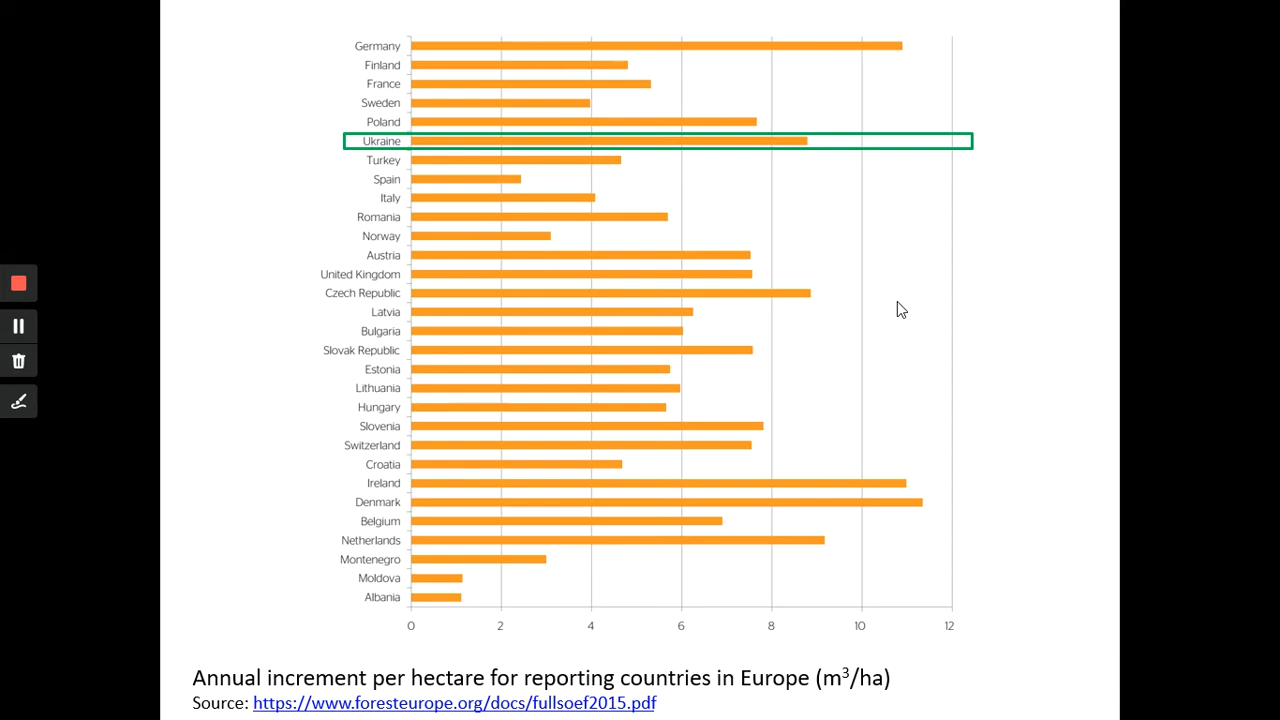 Germany
Finland
France
Sweden
Poland
Ukraine
Turkey
Spain
Italy
Romania
Norway
Austria
United Kingdom
Czech Republic
Latvia
Bulgaria
Slovak Republic
Estonia
Lithuania
Hungary
Slovenia
Switzerland
Croatia
Ireland
Denmark
Belgium
Netherlands
Montenegro
Moldova
Albania
0 2 4 6 8 10 12
Annual increment per hectare for reporting countries in Europe (m³/ha)
Source: https://www.foresteurope.org/docs/fullsoef2015.pdf